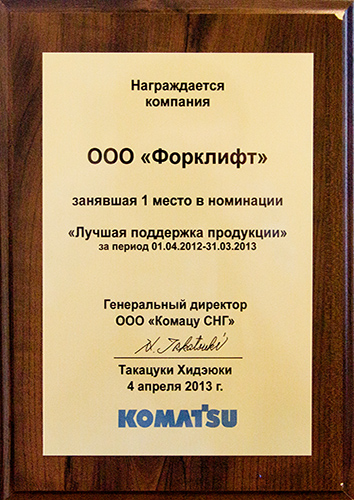 Награждается
компания
ООО «Форклифт»
занявшая 1 место в номинации
«Лучшая поддержка продукции»
за период 01.04.2012-31.03.2013
Генеральный директор
ООО «Комацу СНГ»
H. Takatsuki
Такацуки Хидэюки
4 апреля 2013 г.
KOMATSU